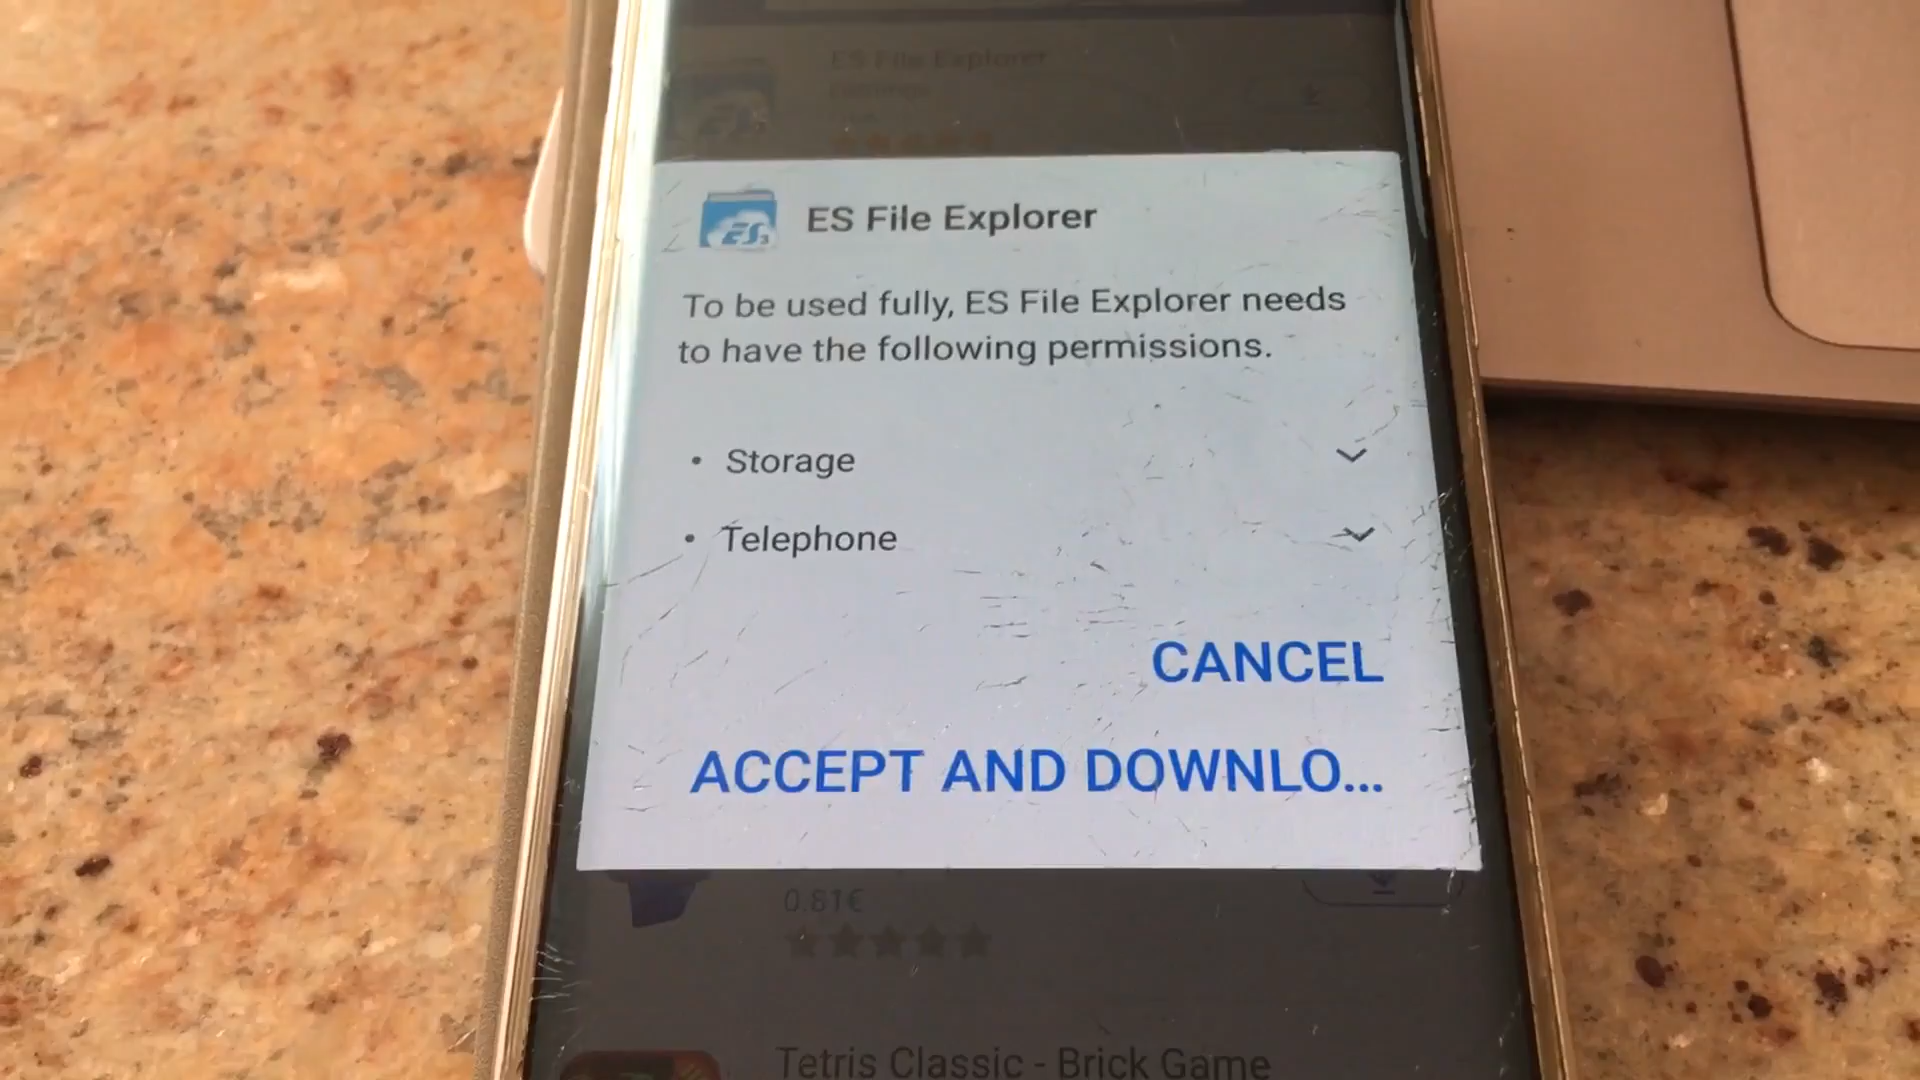 ES File Explorer
ES3
ES File Explorer
To be used fully, ES File Explorer needs
to have the following permissions.
• Storage
• Telephone
CANCEL
ACCEPT AND DOWNLO...
0.81€
Tetris Classic - Brick Game